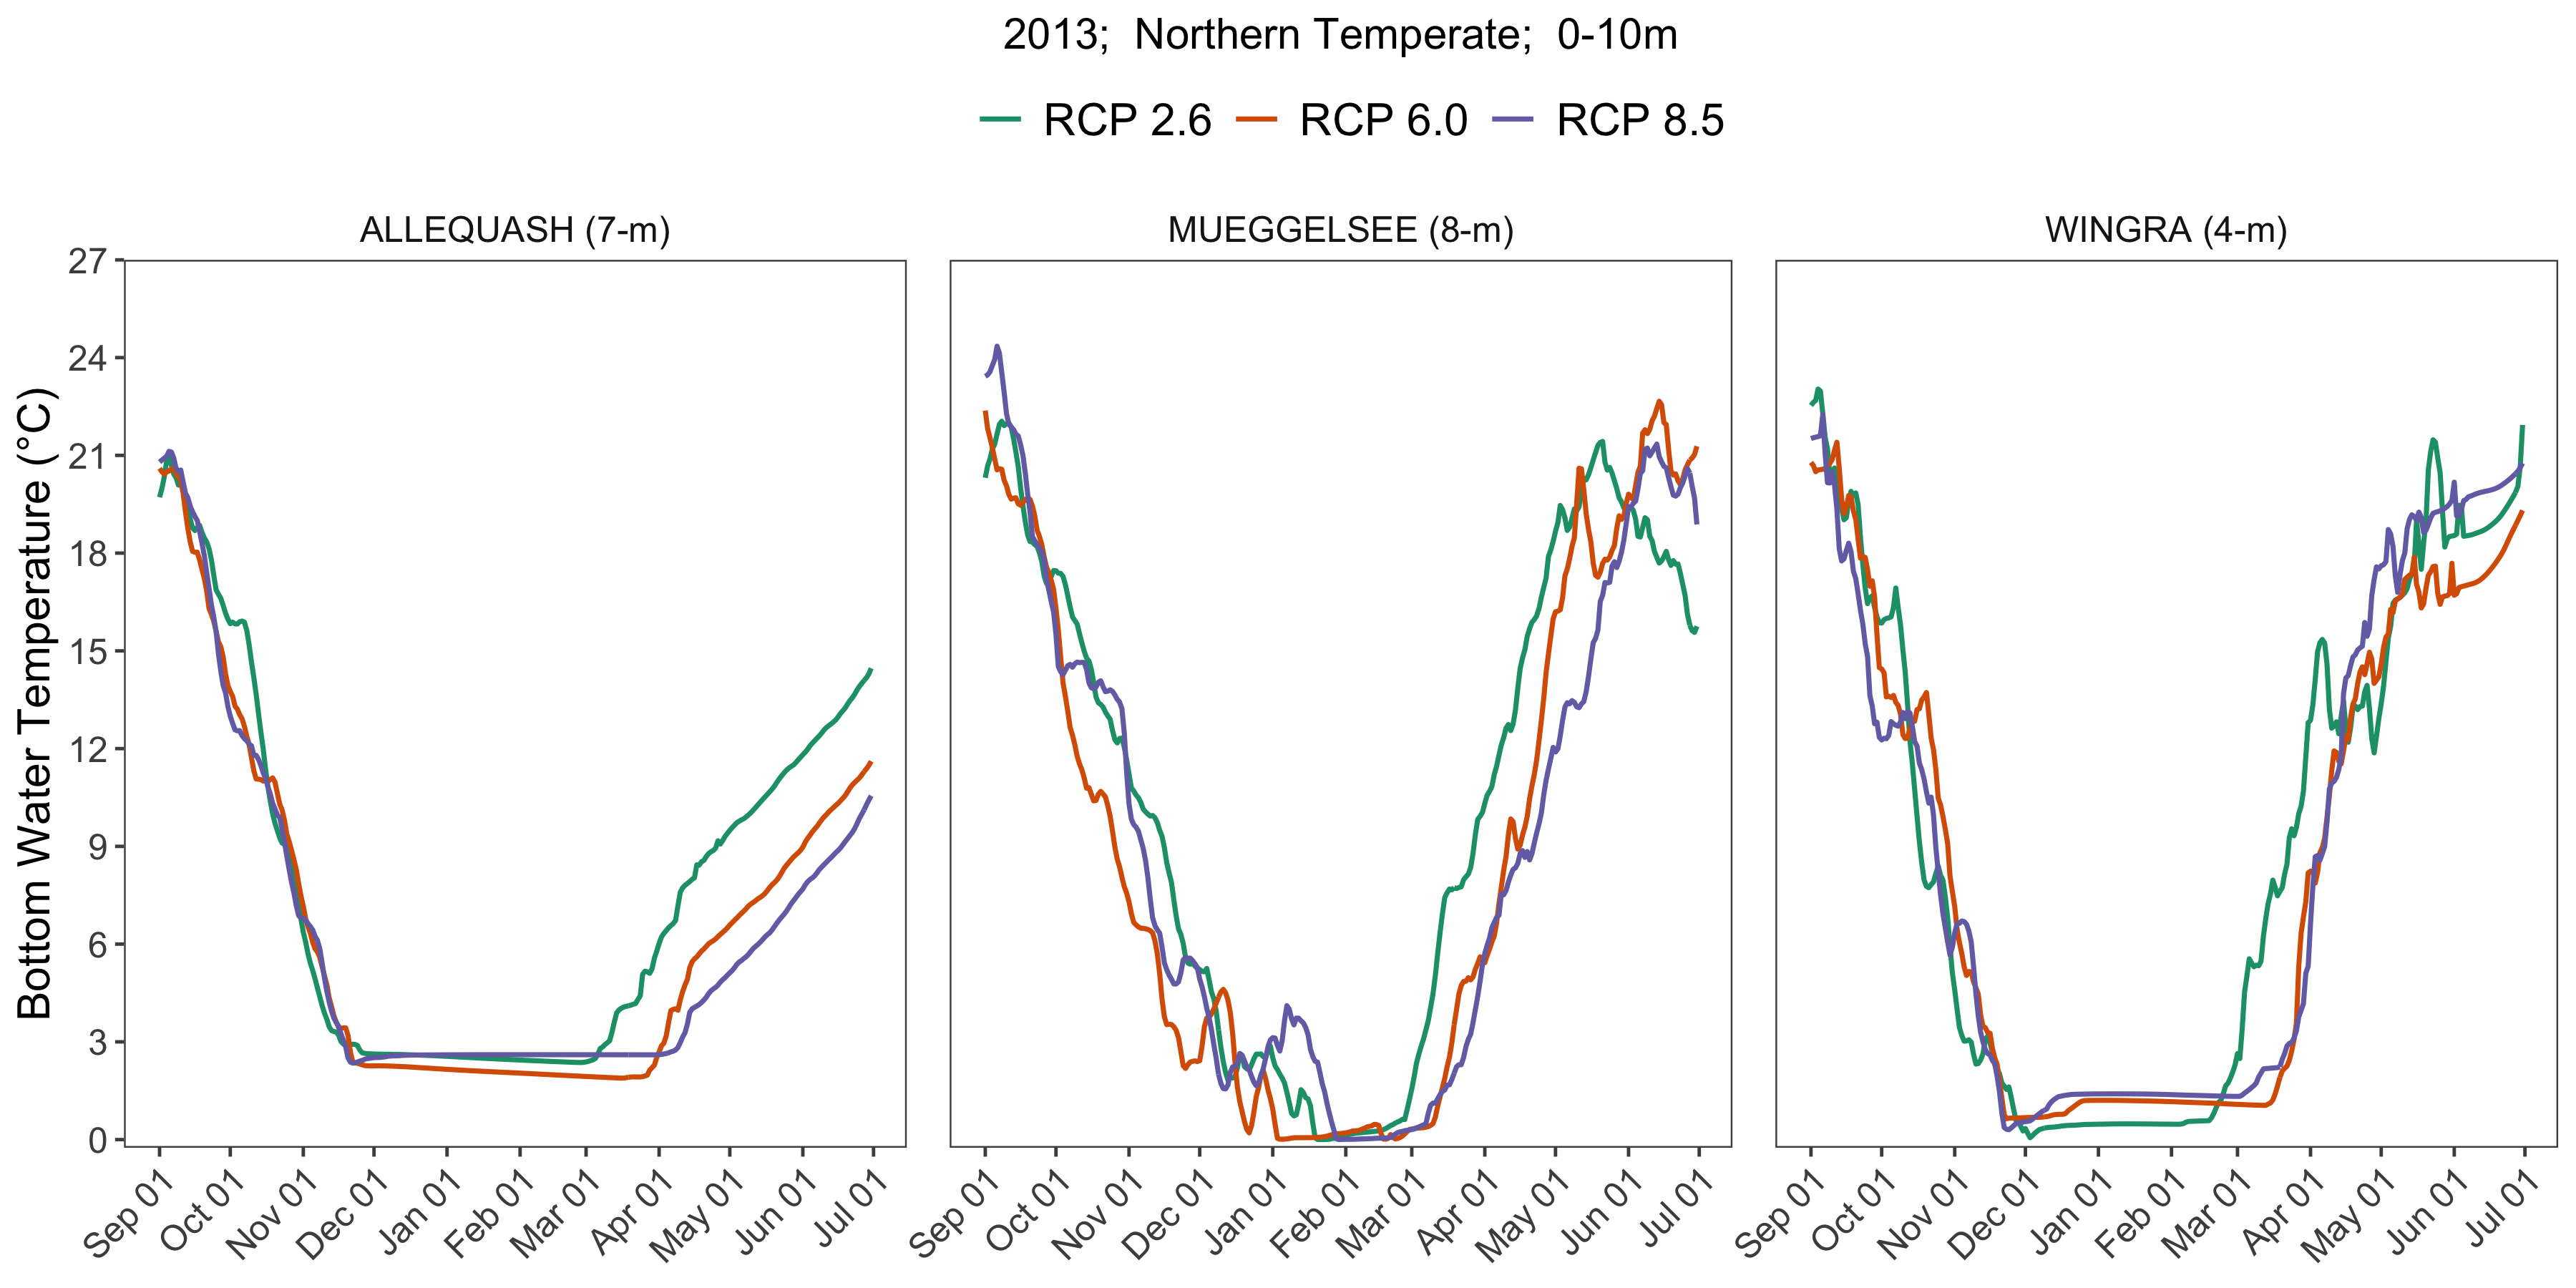 2013;  Northern Temperate;  0-10m
RCP 2.6 RCP 6.0 RCP 8.5
ALLEQUASH (7-m) MUEGGELSEE (8-m) WINGRA (4-m)
Bottom Water Temperature (°C)
27
24
21
18
15
12
9
6
3
0
Sep 01 Oct 01 Nov 01 Dec 01 Jan 01 Feb 01 Mar 01 Apr 01 May 01 Jun 01 Jul 01
Sep 01 Oct 01 Nov 01 Dec 01 Jan 01 Feb 01 Mar 01 Apr 01 May 01 Jun 01 Jul 01
Sep 01 Oct 01 Nov 01 Dec 01 Jan 01 Feb 01 Mar 01 Apr 01 May 01 Jun 01 Jul 01